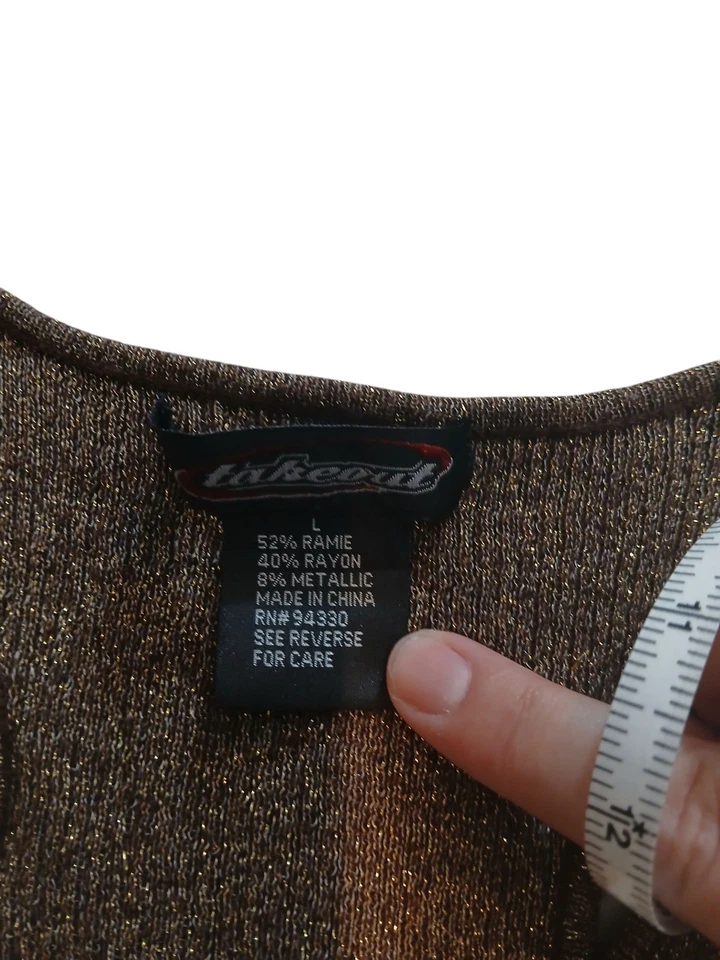 takeout
L
52% RAMIE
40% RAYON
8% METALLIC
MADE IN CHINA
RN# 94330
SEE REVERSE
FOR CARE
11
12